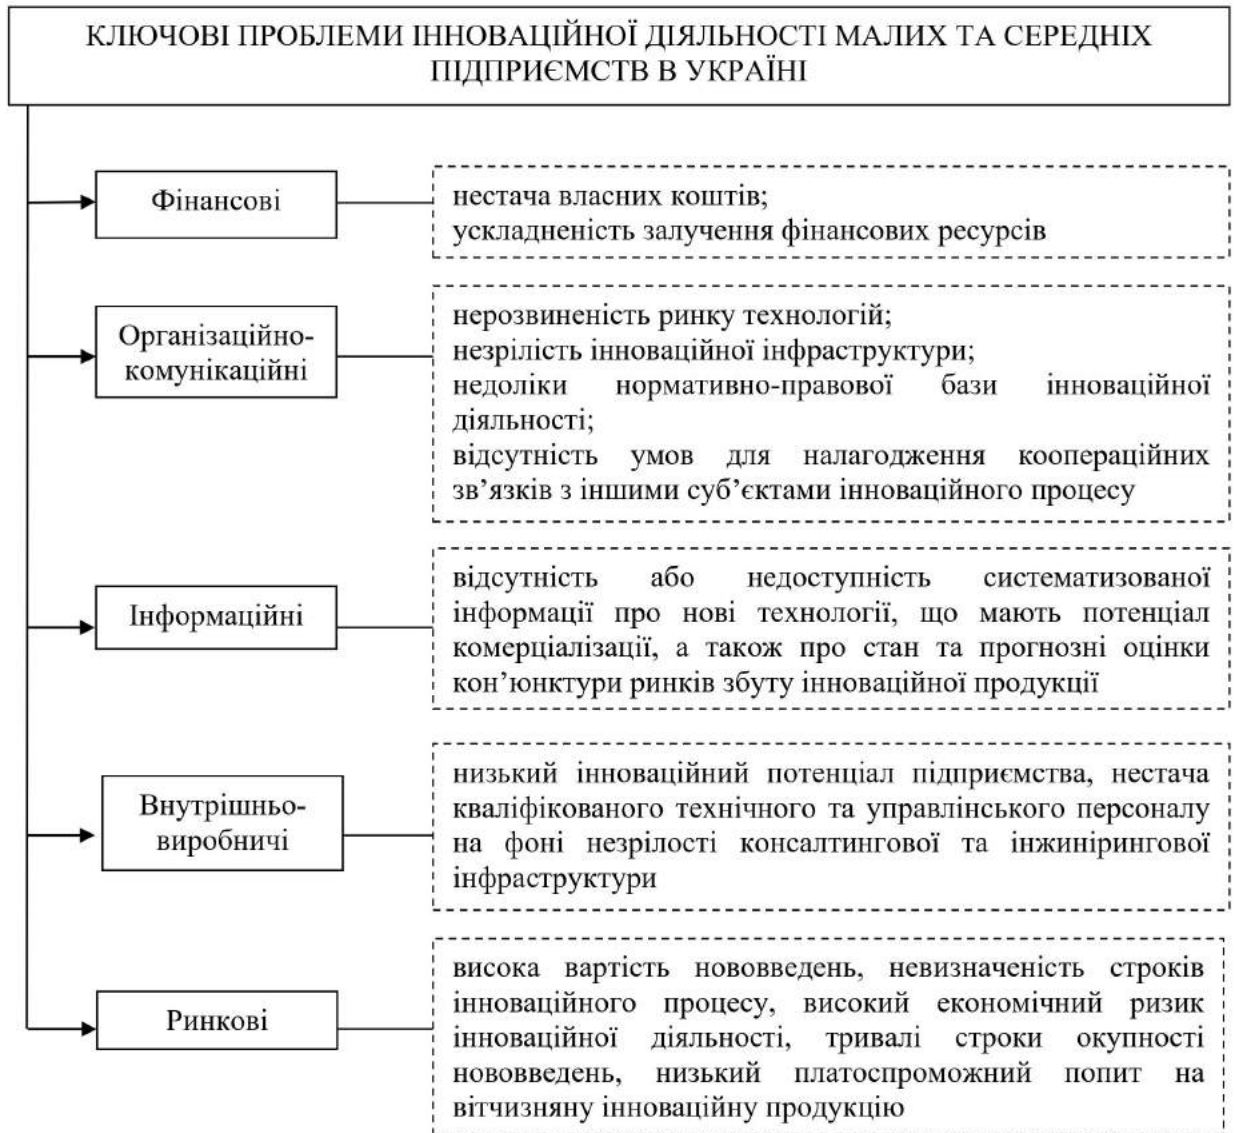 КЛЮЧОВІ ПРОБЛЕМИ ІННОВАЦІЙНОЇ ДІЯЛЬНОСТІ МАЛИХ ТА СЕРЕДНІХ
ПІДПРИЄМСТВ В УКРАЇНІ
Фінансові
нестача власних коштів;
ускладненість залучення фінансових ресурсів
Організаційно-
комунікаційні
нерозвиненість ринку технологій;
незрілість інноваційної інфраструктури;
недоліки нормативно-правової бази інноваційної
діяльності;
відсутність умов для налагодження коопераційних
зв’язків з іншими суб’єктами інноваційного процесу
Інформаційні
відсутність або недоступність систематизованої
інформації про нові технології, що мають потенціал
комерціалізації, а також про стан та прогнозні оцінки
кон’юнктури ринків збуту інноваційної продукції
Внутрішньо-
виробничі
низький інноваційний потенціал підприємства, нестача
кваліфікованого технічного та управлінського персоналу
на фоні незрілості консалтингової та інжинірингової
інфраструктури
Ринкові
висока вартість нововведень, невизначеність строків
інноваційного процесу, високий економічний ризик
інноваційної діяльності, тривалі строки окупності
нововведень, низький платоспроможний попит на
вітчизняну інноваційну продукцію